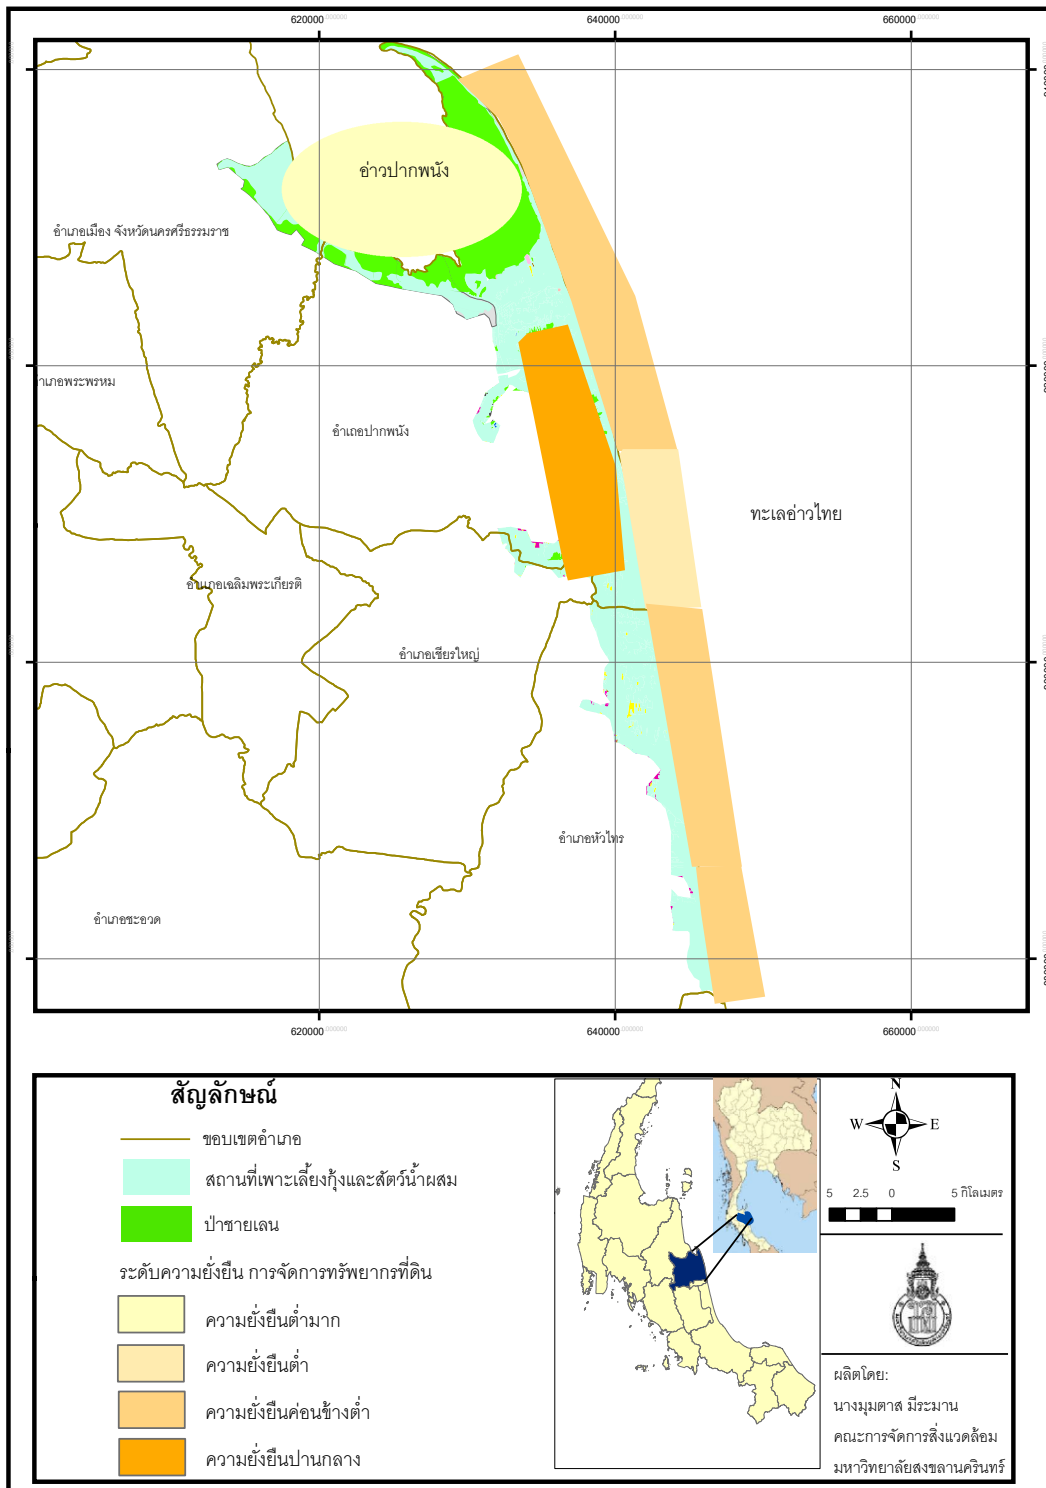 620000 640000 660000
อ่าวปากพนัง
อำเภอเมือง จังหวัดนครศรีธรรมราช
อำเภอพระพรหม
อำเถอปากพนัง
ทะเลอ่าวไทย
อำเภอเฉลิมพระเกียรติ
อำเภอเชียรใหญ่
อำเภอหัวไทร
อำเภอชะอวด
620000 640000 660000
สัญลักษณ์
ขอบเขตอำเภอ
สถานที่เพาะเลี้ยงกุ้งและสัตว์น้ำผสม
ป่าชายเลน
ระดับความยั่งยืน การจัดการทรัพยากรที่ดิน
ความยั่งยืนต่ำมาก
ความยั่งยืนต่ำ
ความยั่งยืนค่อนข้างต่ำ
ความยั่งยืนปานกลาง
N
W E
S
5 2.5 0 5 กิโลเมตร
ผลิตโดย:
นางมุมตาส มีระมาน
คณะการจัดการสิ่งแวดล้อม
มหาวิทยาลัยสงขลานครินทร์